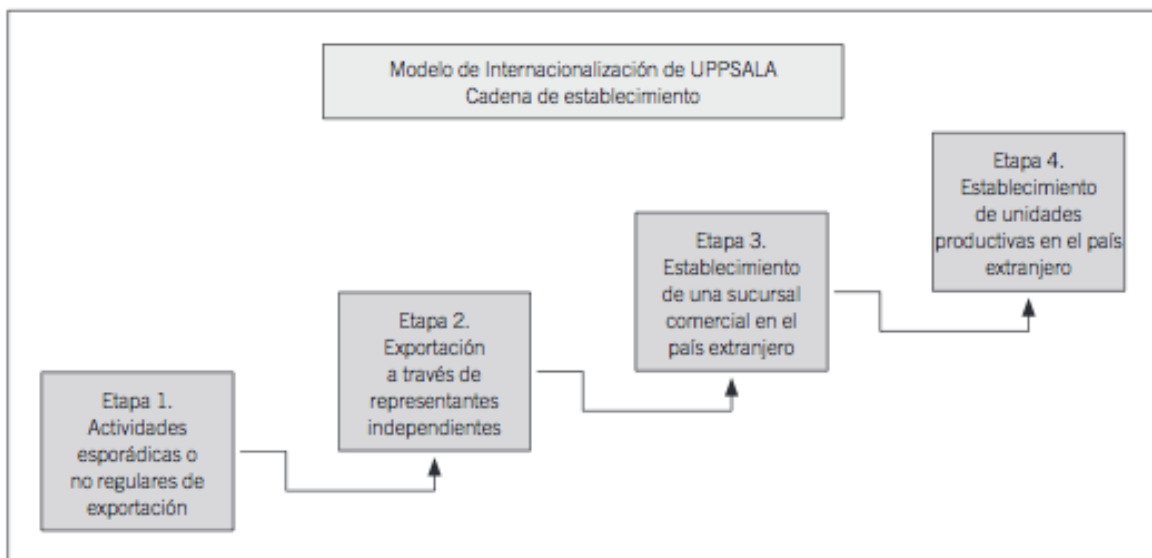 Modelo de Internacionalización de UPPSALA
Cadena de establecimiento
Etapa 1.
Actividades
esporádicas o
no regulares de
exportación
Etapa 2.
Exportación
a través de
representantes
independientes
Etapa 3.
Establecimiento
de una sucursal
comercial en el
país extranjero
Etapa 4.
Establecimiento
de unidades
productivas en el país
extranjero